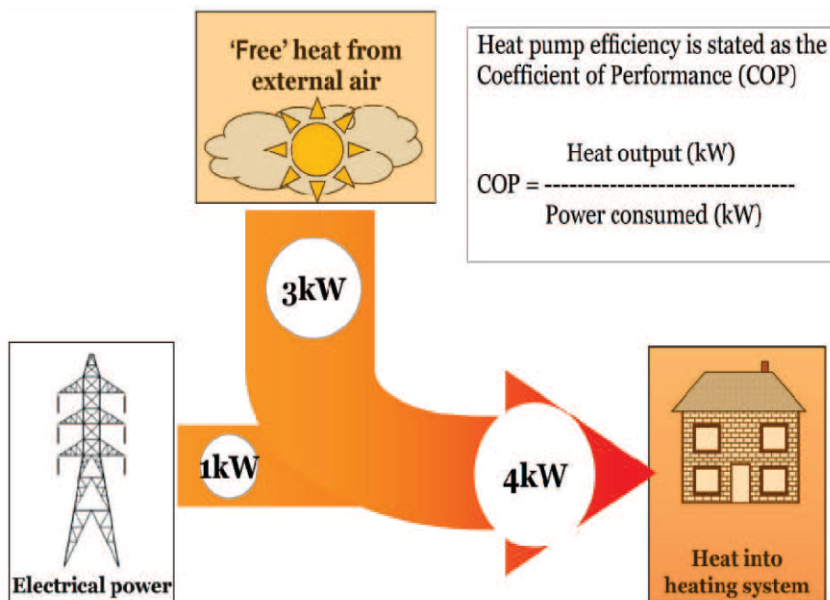 ‘Free’ heat from
external air
Heat pump efficiency is stated as the
Coefficient of Performance (COP)
Heat output (kW)
COP = -------------------------------
Power consumed (kW)
3kW
1kW
4kW
Electrical power
Heat into
heating system